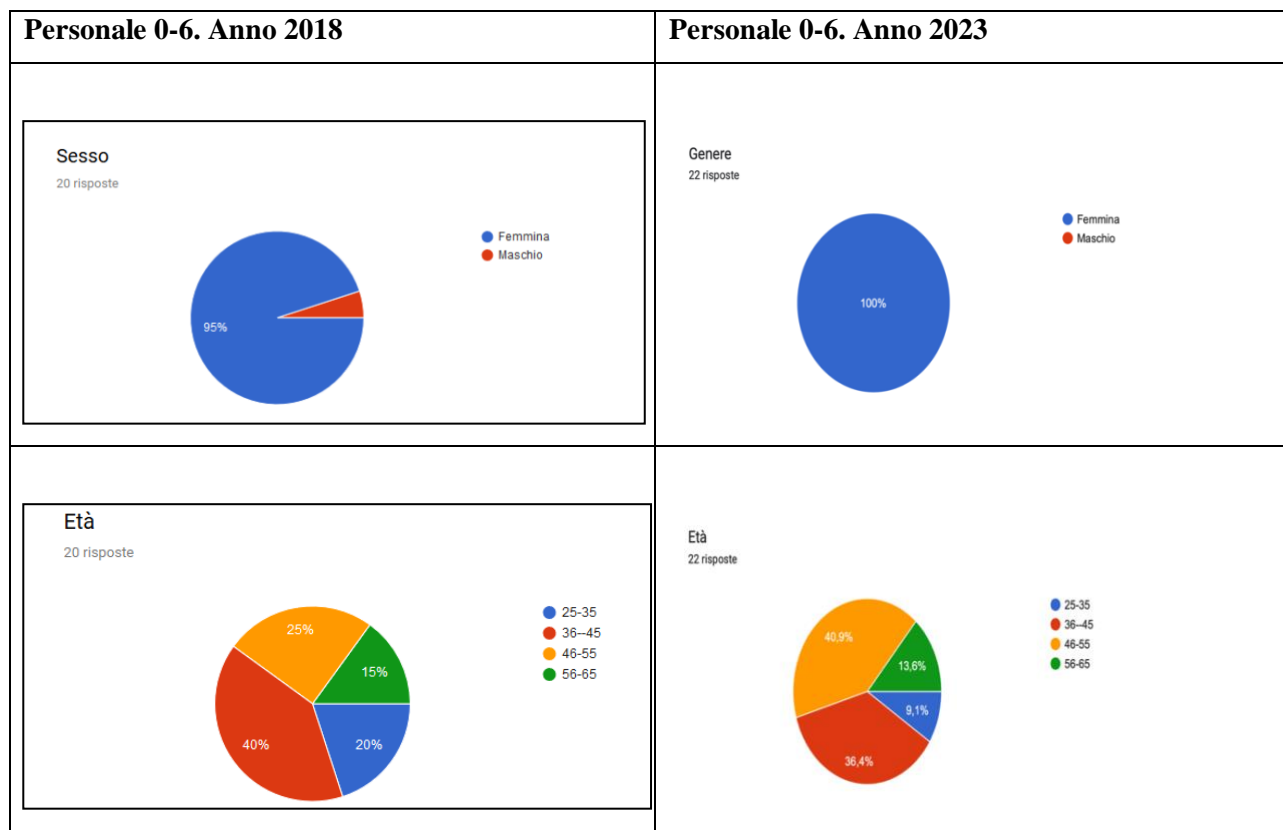 Personale 0-6. Anno 2018
Personale 0-6. Anno 2023
Sesso
20 risposte
Femmina
Maschio
95%
Genere
22 risposte
Femmina
Maschio
100%
Età
20 risposte
25-35
36--45
46-55
56-65
25%
15%
40%
20%
Età
22 risposte
25-35
36--45
46-55
56-65
40,9%
13,6%
9,1%
36,4%